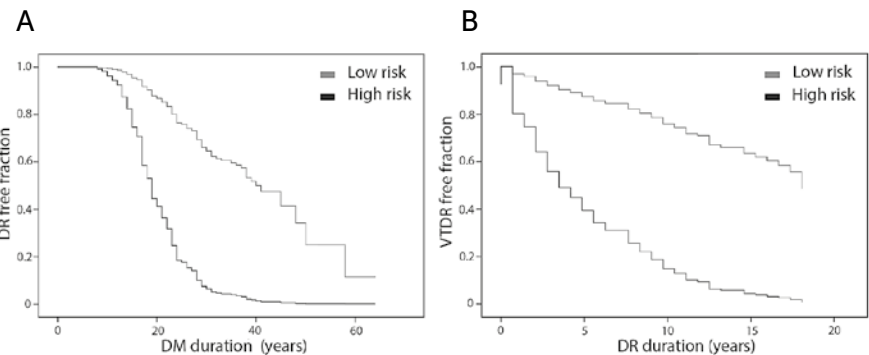 A
B
1.0
0.8
0.6
0.4
0.2
0
DR free fraction
0
20
40
60
DM duration (years)
Low risk
High risk
1.0
0.8
0.6
0.4
0.2
0
VTDR free fraction
0
5
10
15
20
DR duration (years)
Low risk
High risk